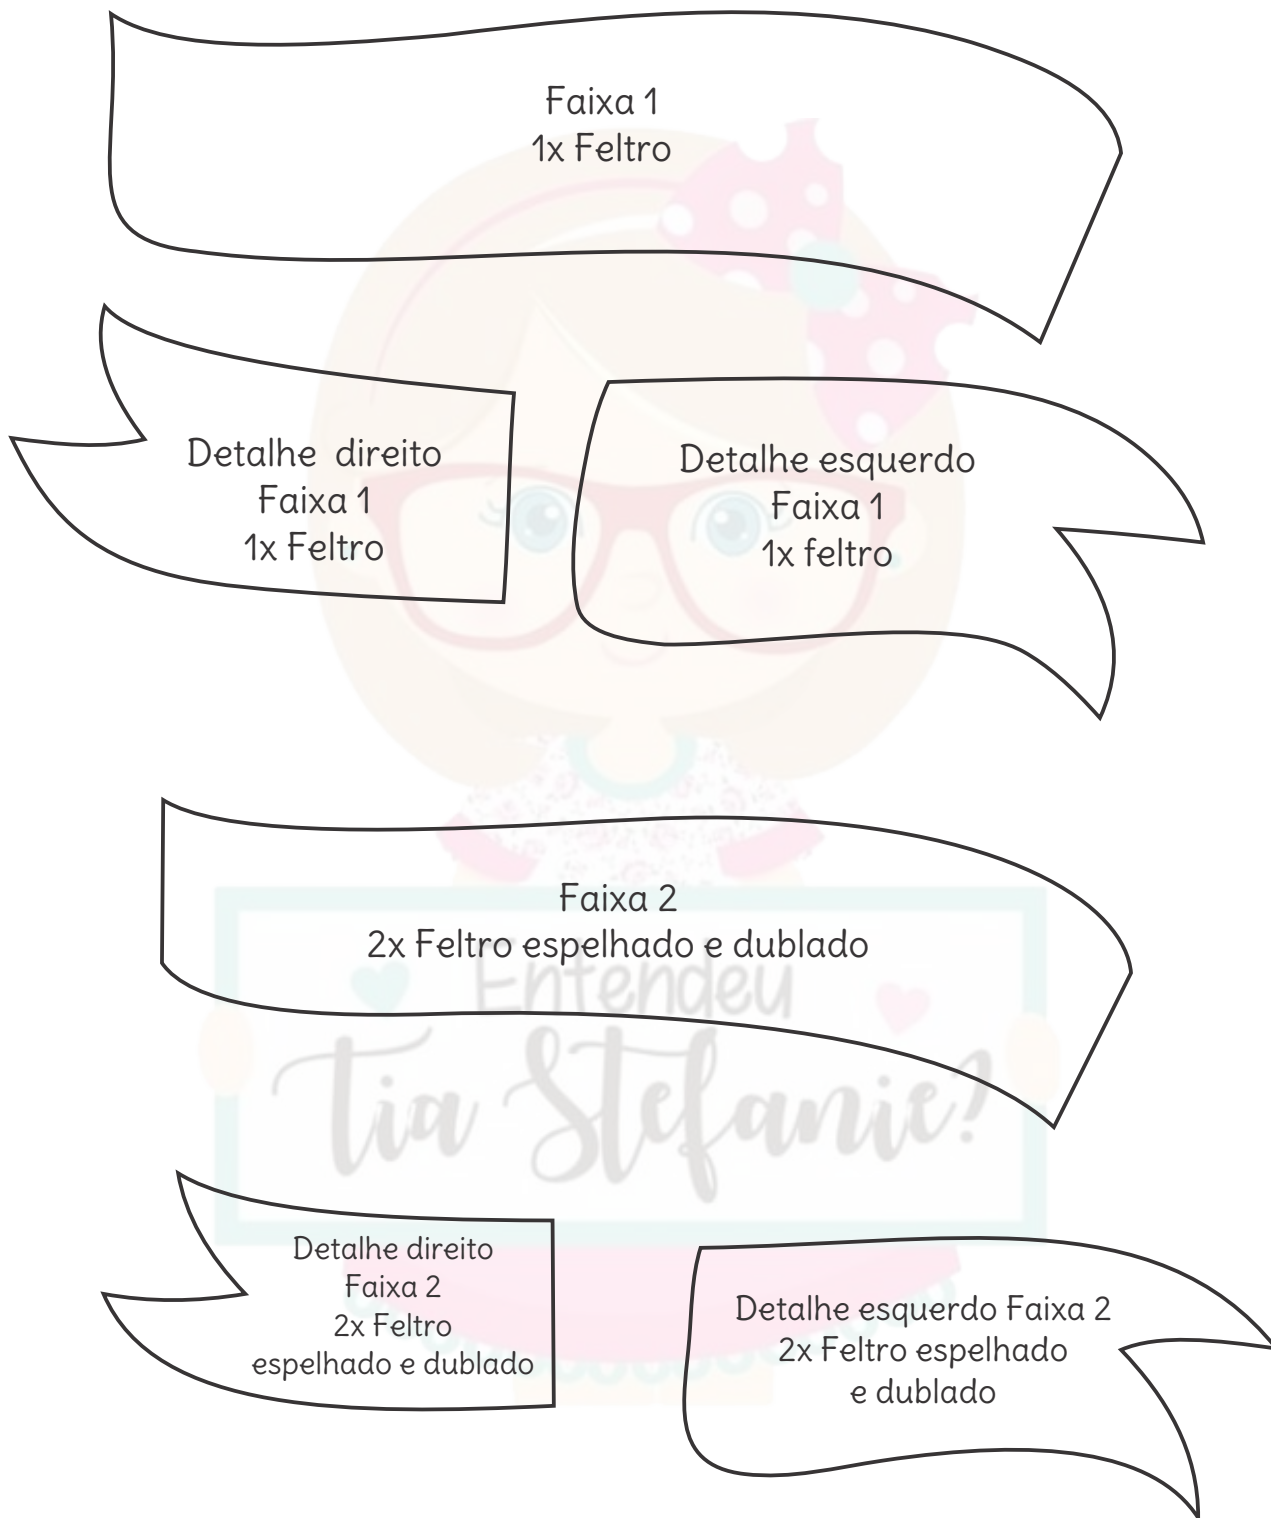 Faixa 1
1x Feltro
Detalhe direito
Faixa 1
1x Feltro
Detalhe esquerdo
Faixa 1
1x feltro
Faixa 2
2x Feltro espelhado e dublado
Entendeu
tia Stefanie?
Detalhe direito
Faixa 2
2x Feltro
espelhado e dublado
Detalhe esquerdo Faixa 2
2x Feltro espelhado
e dublado